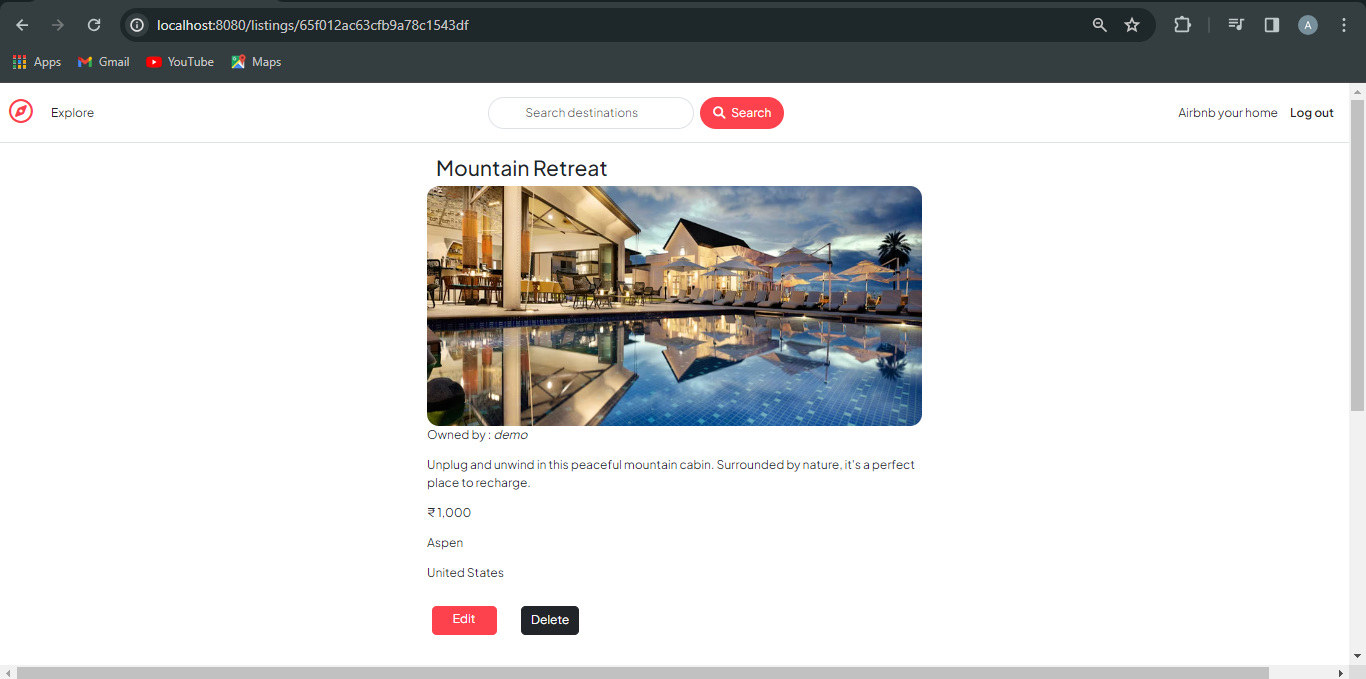 localhost:8080/listings/65f012ac63cfb9a78c1543df
A
Apps Gmail YouTube Maps
Explore Search destinations Search Airbnb your home Log out
Mountain Retreat
Owned by : demo
Unplug and unwind in this peaceful mountain cabin. Surrounded by nature, it's a perfect
place to recharge.
₹ 1,000
Aspen
United States
Edit Delete